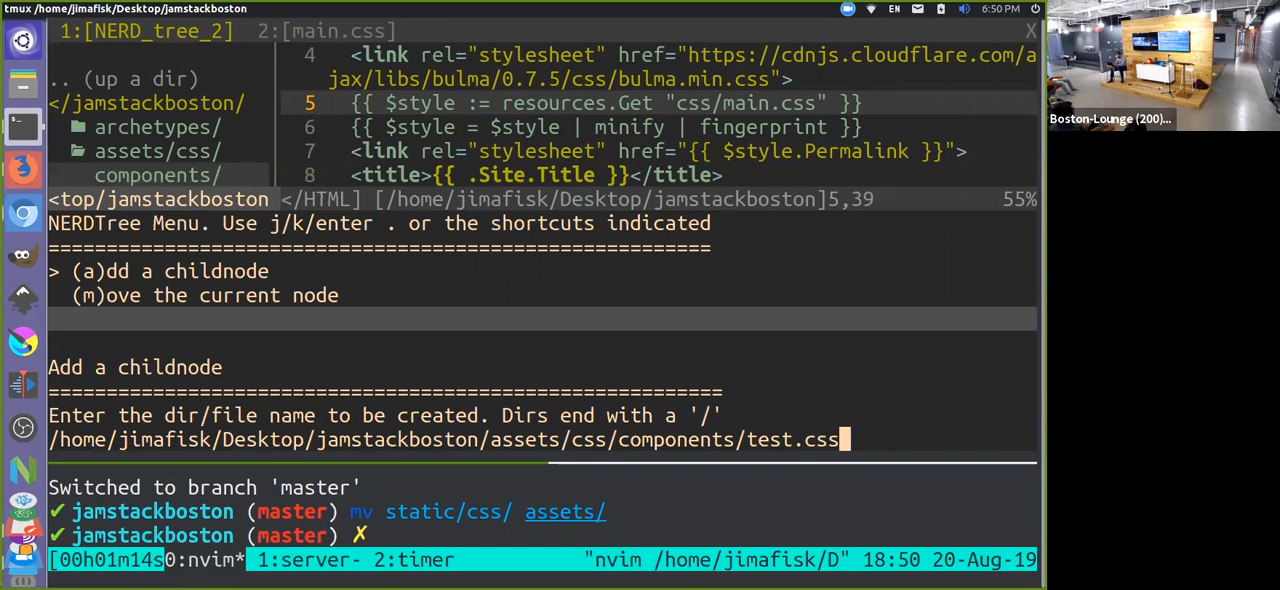 tmux /home/jimafisk/Desktop/jamstackboston
EN
6:50 PM
1:[NERD_tree_2] 2:[main.css] X
4 <link rel="stylesheet" href="https://cdnjs.cloudflare.com/a
.. (up a dir)
jax/libs/bulma/0.7.5/css/bulma.min.css">
</jamstackboston/
5 {{ $style := resources.Get "css/main.css" }}
archetypes/
6 {{ $style = $style | minify | fingerprint }}
assets/css/
7 <link rel="stylesheet" href="{{ $style.Permalink }}">
components/
8 <title>{{ .Site.Title }}</title>
<top/jamstackboston </HTML] [/home/jimafisk/Desktop/jamstackboston]5,39 55%
NERDTree Menu. Use j/k/enter . or the shortcuts indicated
==========================================================
> (a)dd a childnode
(m)ove the current node
Add a childnode
==========================================================
Enter the dir/file name to be created. Dirs end with a '/'
/home/jimafisk/Desktop/jamstackboston/assets/css/components/test.css
Switched to branch 'master'
✔ jamstackboston (master) mv static/css/ assets/
✔ jamstackboston (master) ✗
[00h01m14s0:nvim* 1:server- 2:timer "nvim /home/jimafisk/D" 18:50 20-Aug-19
Boston-Lounge (200)...